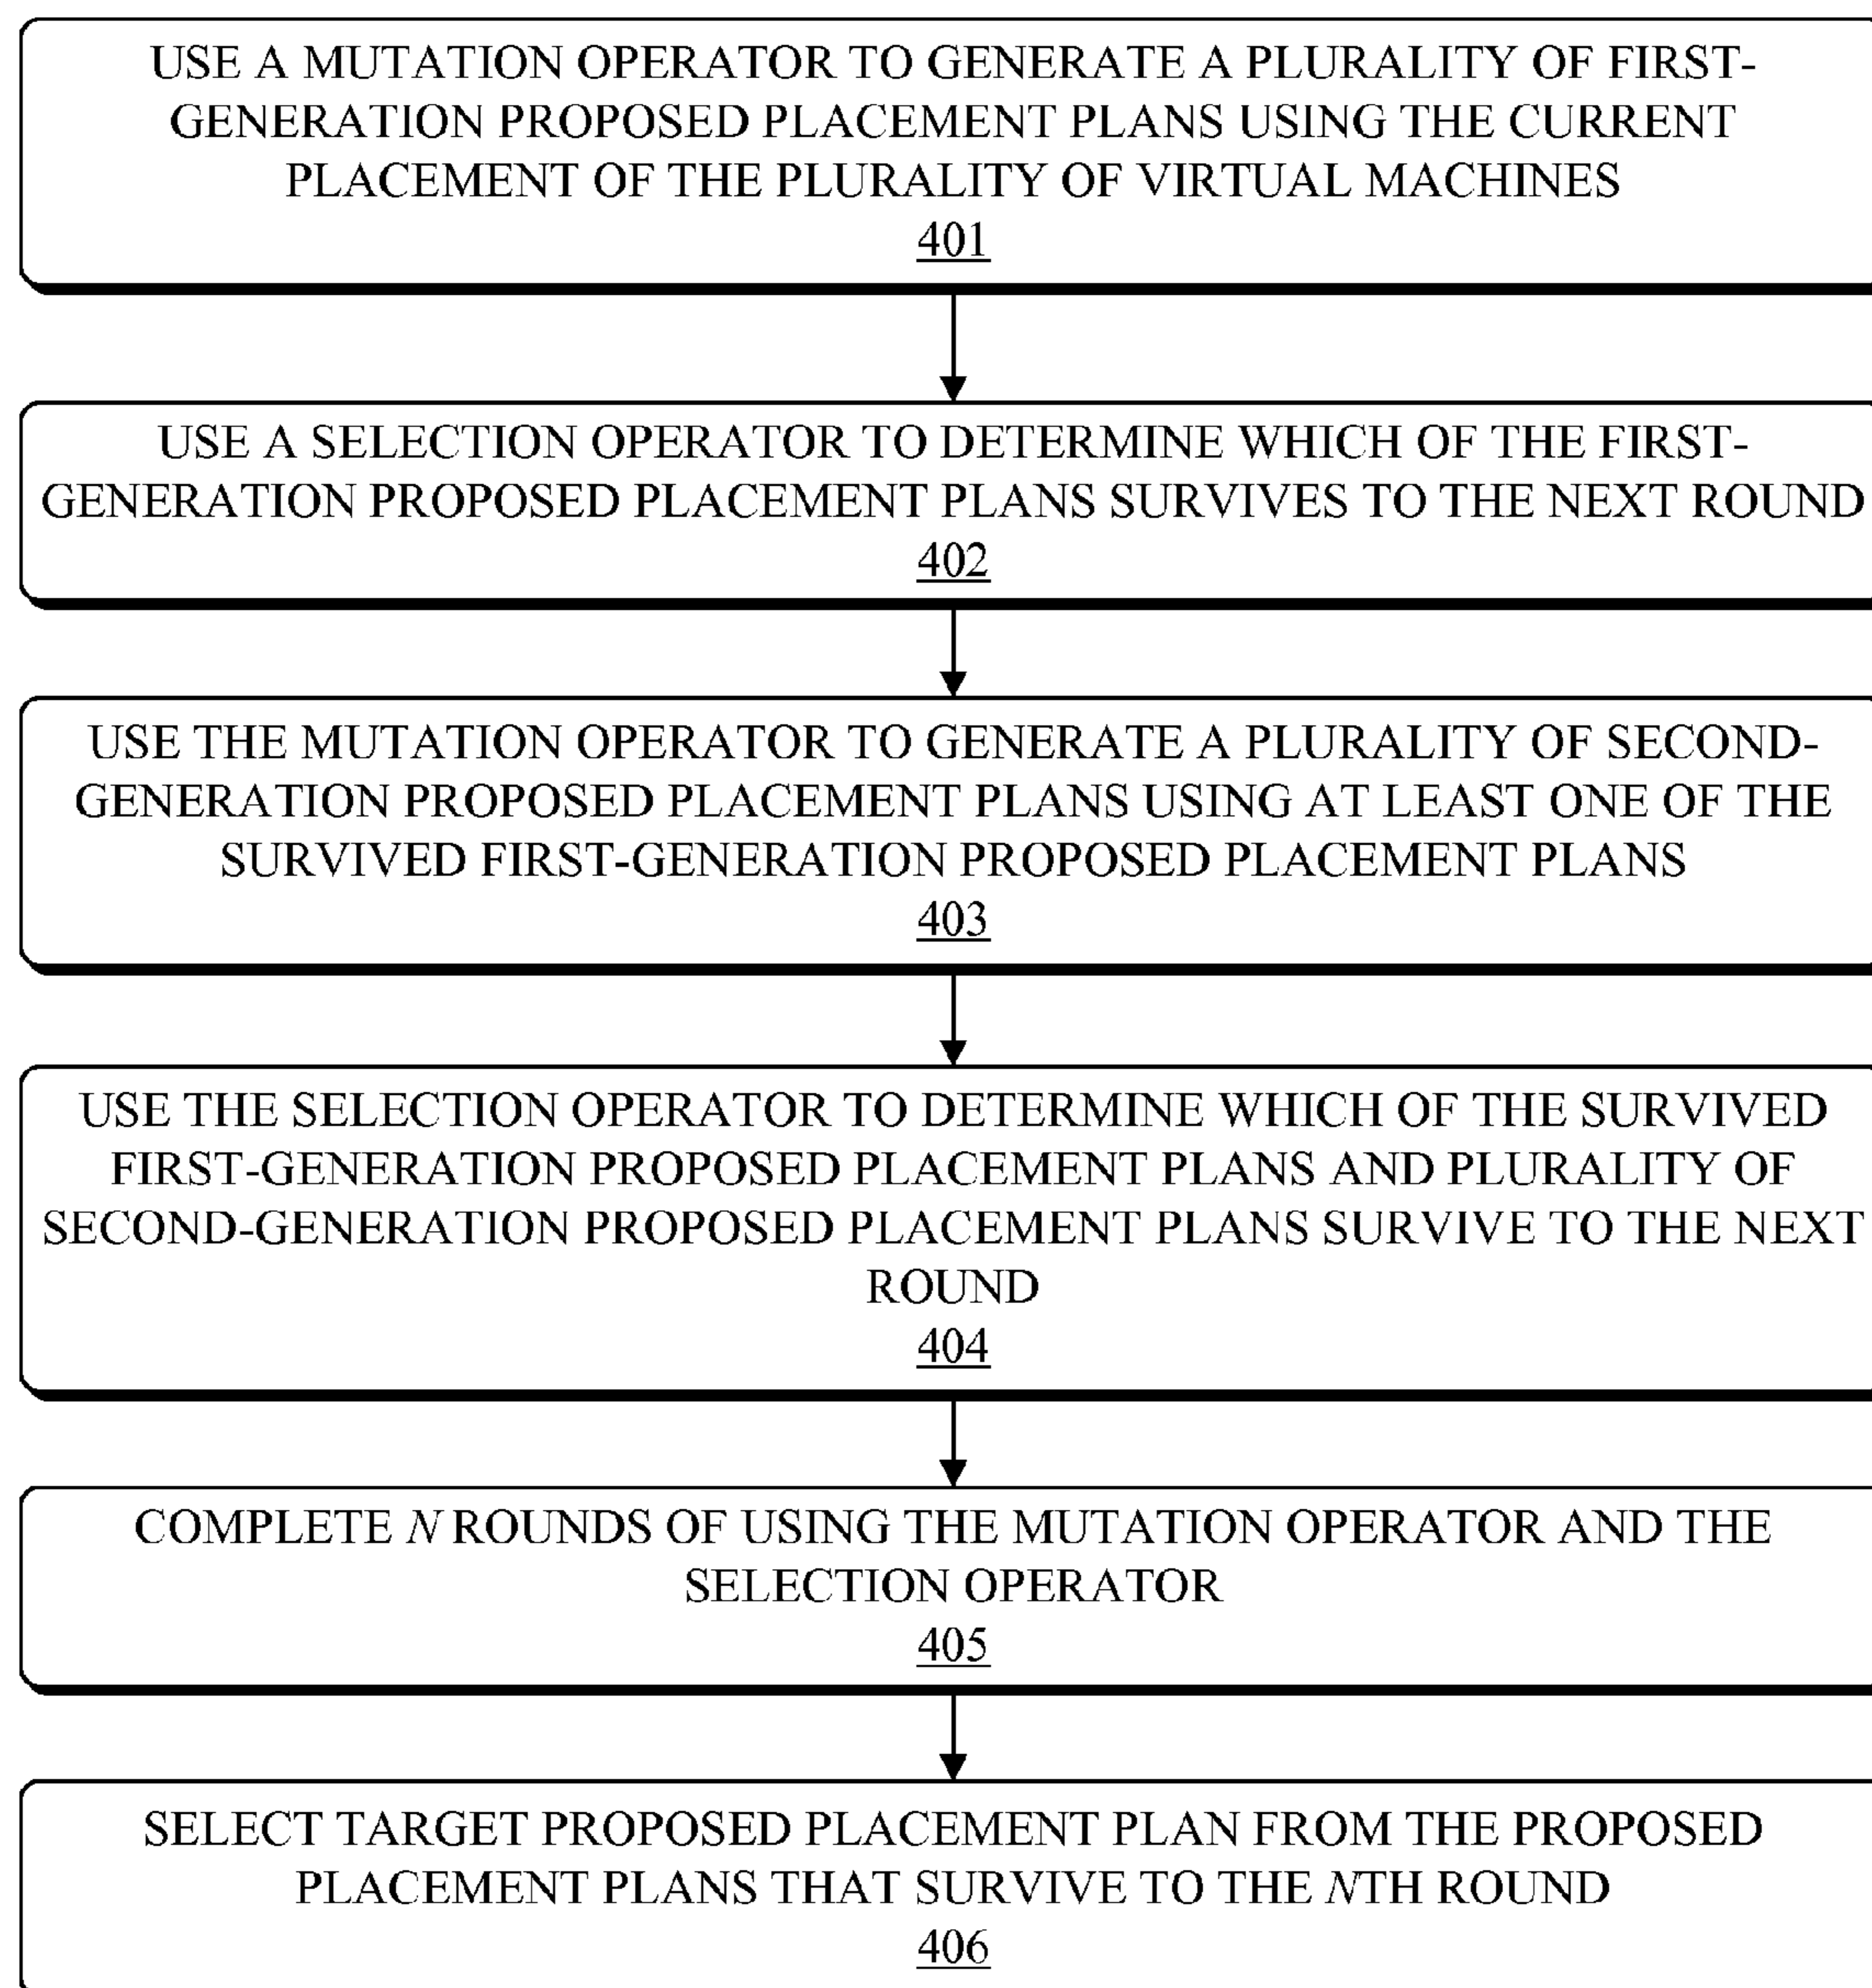 USE A MUTATION OPERATOR TO GENERATE A PLURALITY OF FIRST-
GENERATION PROPOSED PLACEMENT PLANS USING THE CURRENT
PLACEMENT OF THE PLURALITY OF VIRTUAL MACHINES
401
USE A SELECTION OPERATOR TO DETERMINE WHICH OF THE FIRST-
GENERATION PROPOSED PLACEMENT PLANS SURVIVES TO THE NEXT ROUND
402
USE THE MUTATION OPERATOR TO GENERATE A PLURALITY OF SECOND-
GENERATION PROPOSED PLACEMENT PLANS USING AT LEAST ONE OF THE
SURVIVED FIRST-GENERATION PROPOSED PLACEMENT PLANS
403
USE THE SELECTION OPERATOR TO DETERMINE WHICH OF THE SURVIVED
FIRST-GENERATION PROPOSED PLACEMENT PLANS AND PLURALITY OF
SECOND-GENERATION PROPOSED PLACEMENT PLANS SURVIVE TO THE NEXT
ROUND
404
COMPLETE N ROUNDS OF USING THE MUTATION OPERATOR AND THE
SELECTION OPERATOR
405
SELECT TARGET PROPOSED PLACEMENT PLAN FROM THE PROPOSED
PLACEMENT PLANS THAT SURVIVE TO THE NTH ROUND
406